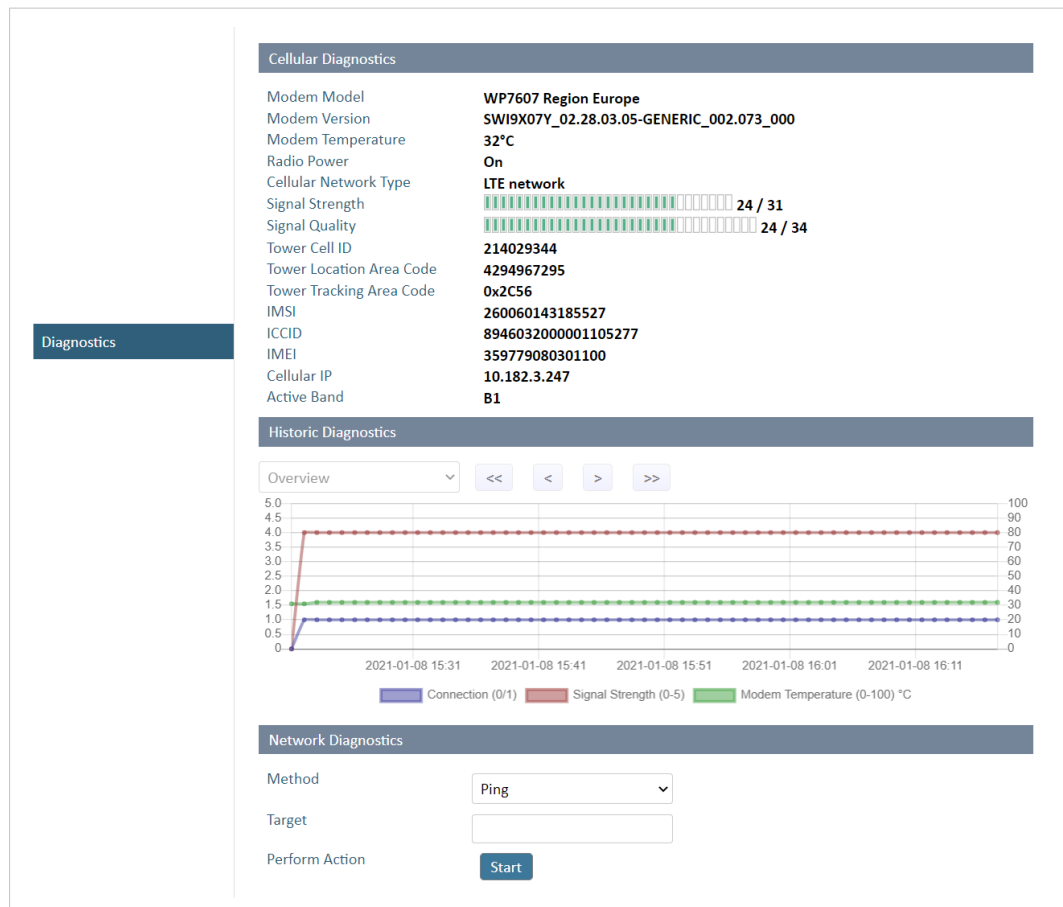 Diagnostics
Cellular Diagnostics
Modem Model WP7607 Region Europe
Modem Version SWI9X07Y_02.28.03.05-GENERIC_002.073_000
Modem Temperature 32°C
Radio Power On
Cellular Network Type LTE network
Signal Strength 24 / 31
Signal Quality 24 / 34
Tower Cell ID 214029344
Tower Location Area Code 4294967295
Tower Tracking Area Code 0x2C56
IMSI 260060143185527
ICCID 8946032000001105277
IMEI 359779080301100
Cellular IP 10.182.3.247
Active Band B1
Historic Diagnostics
Overview << < > >>
5.0 100
4.5 90
4.0 80
3.5 70
3.0 60
2.5 50
2.0 40
1.5 30
1.0 20
0.5 10
0 0
2021-01-08 15:31 2021-01-08 15:41 2021-01-08 15:51 2021-01-08 16:01 2021-01-08 16:11
Connection (0/1) Signal Strength (0-5) Modem Temperature (0-100) °C
Network Diagnostics
Method Ping
Target
Perform Action Start